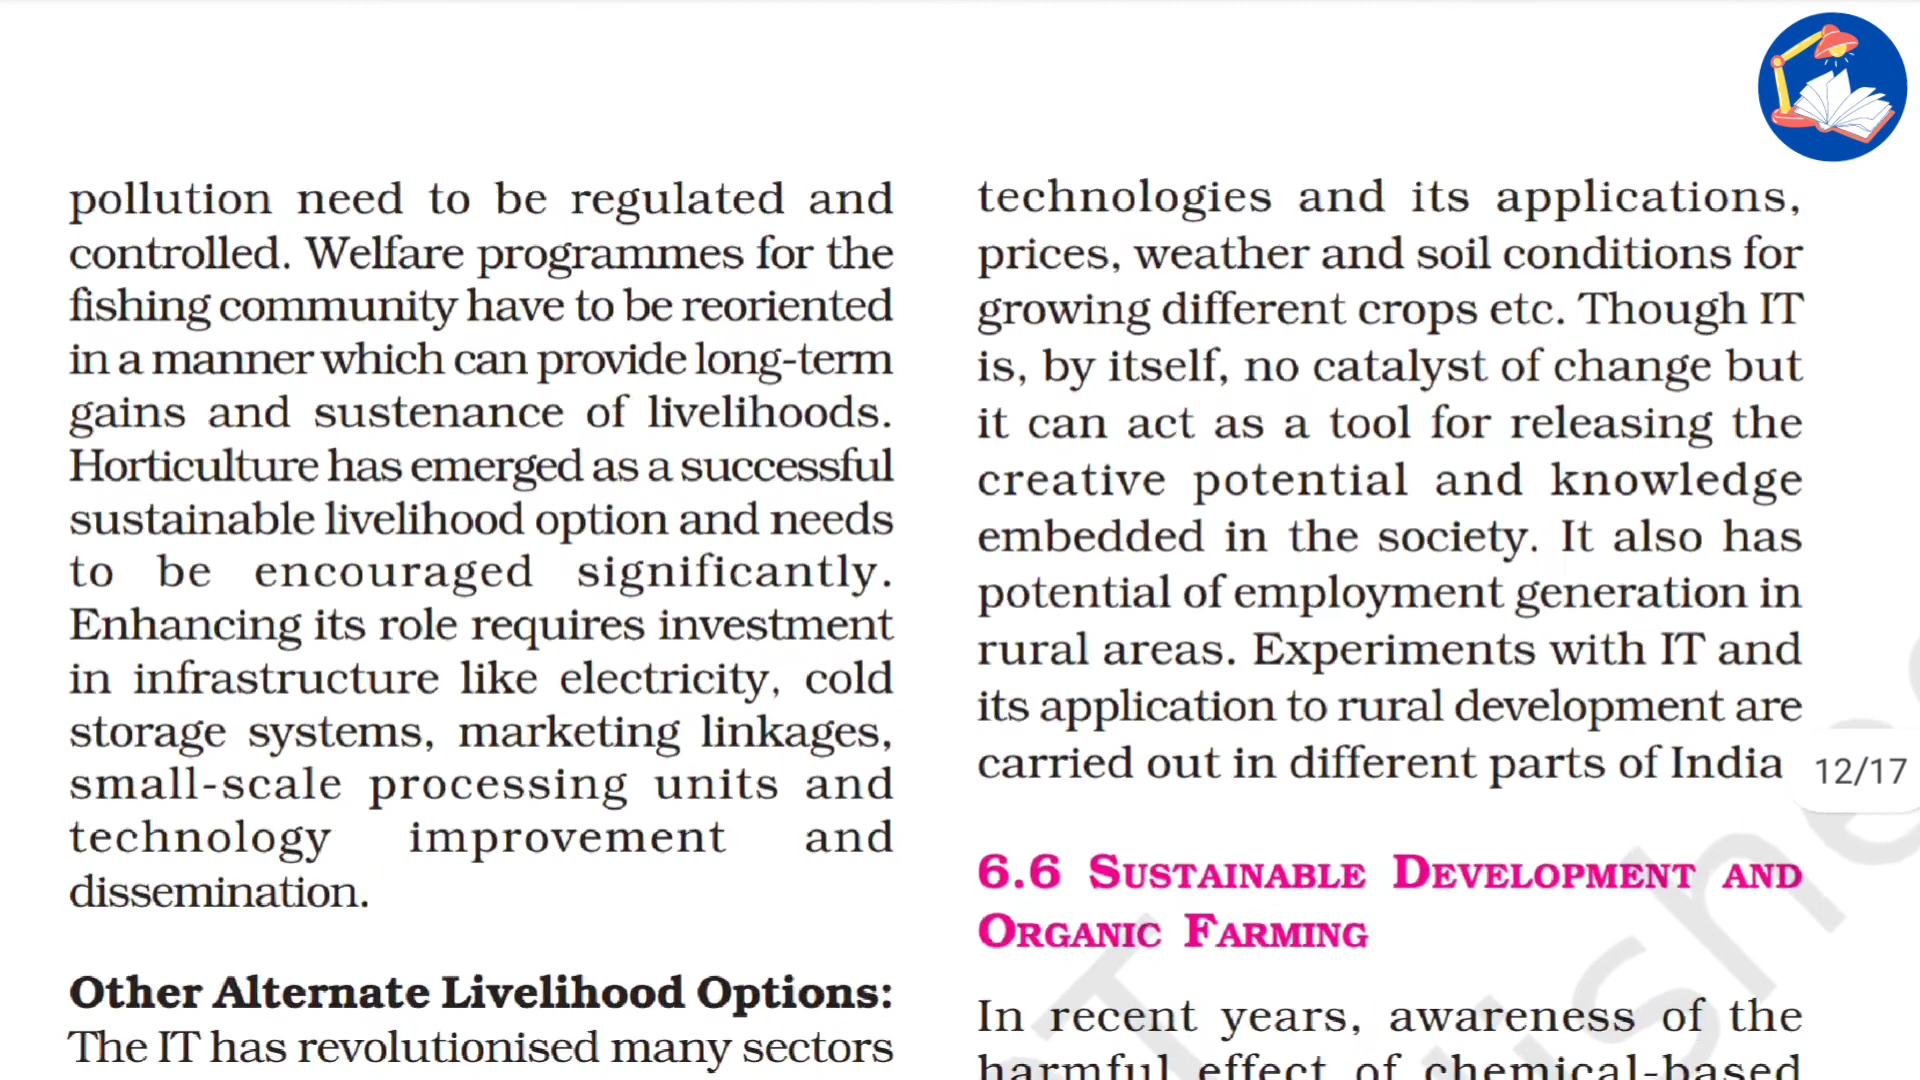 pollution need to be regulated and
controlled. Welfare programmes for the
fishing community have to be reoriented
in a manner which can provide long-term
gains and sustenance of livelihoods.
Horticulture has emerged as a successful
sustainable livelihood option and needs
to be encouraged significantly.
Enhancing its role requires investment
in infrastructure like electricity, cold
storage systems, marketing linkages,
small-scale processing units and
technology improvement and
dissemination.
Other Alternate Livelihood Options:
The IT has revolutionised many sectors
technologies and its applications,
prices, weather and soil conditions for
growing different crops etc. Though IT
is, by itself, no catalyst of change but
it can act as a tool for releasing the
creative potential and knowledge
embedded in the society. It also has
potential of employment generation in
rural areas. Experiments with IT and
its application to rural development are
carried out in different parts of India
12/17
6.6 SUSTAINABLE DEVELOPMENT AND
ORGANIC FARMING
In recent years, awareness of the
harmful effect of chemical-based